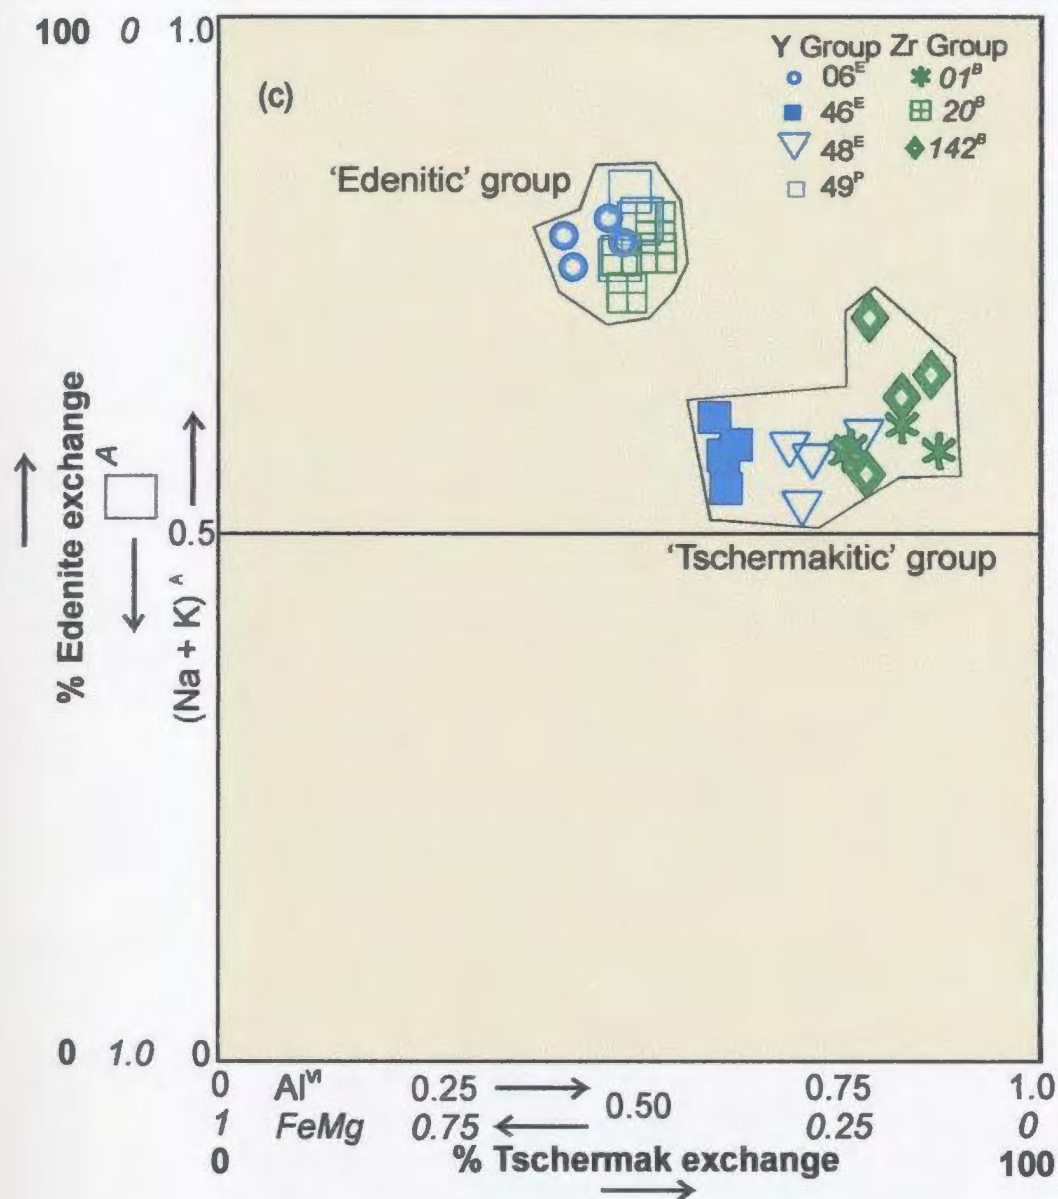 100 0 1.0
(c)
Y Group Zr Group
06ᴱ 01ᴮ
46ᴱ 20ᴮ
48ᴱ 142ᴮ
49ᴾ
'Edenitic' group
% Edenite exchange
A
(Na + K) ᴬ
0.5
'Tschermakitic' group
0 1.0 0
0 Alⱽᴵ 0.25 0.75 1.0
0.50
1 FeMg 0.75 0.25 0
0 % Tschermak exchange 100